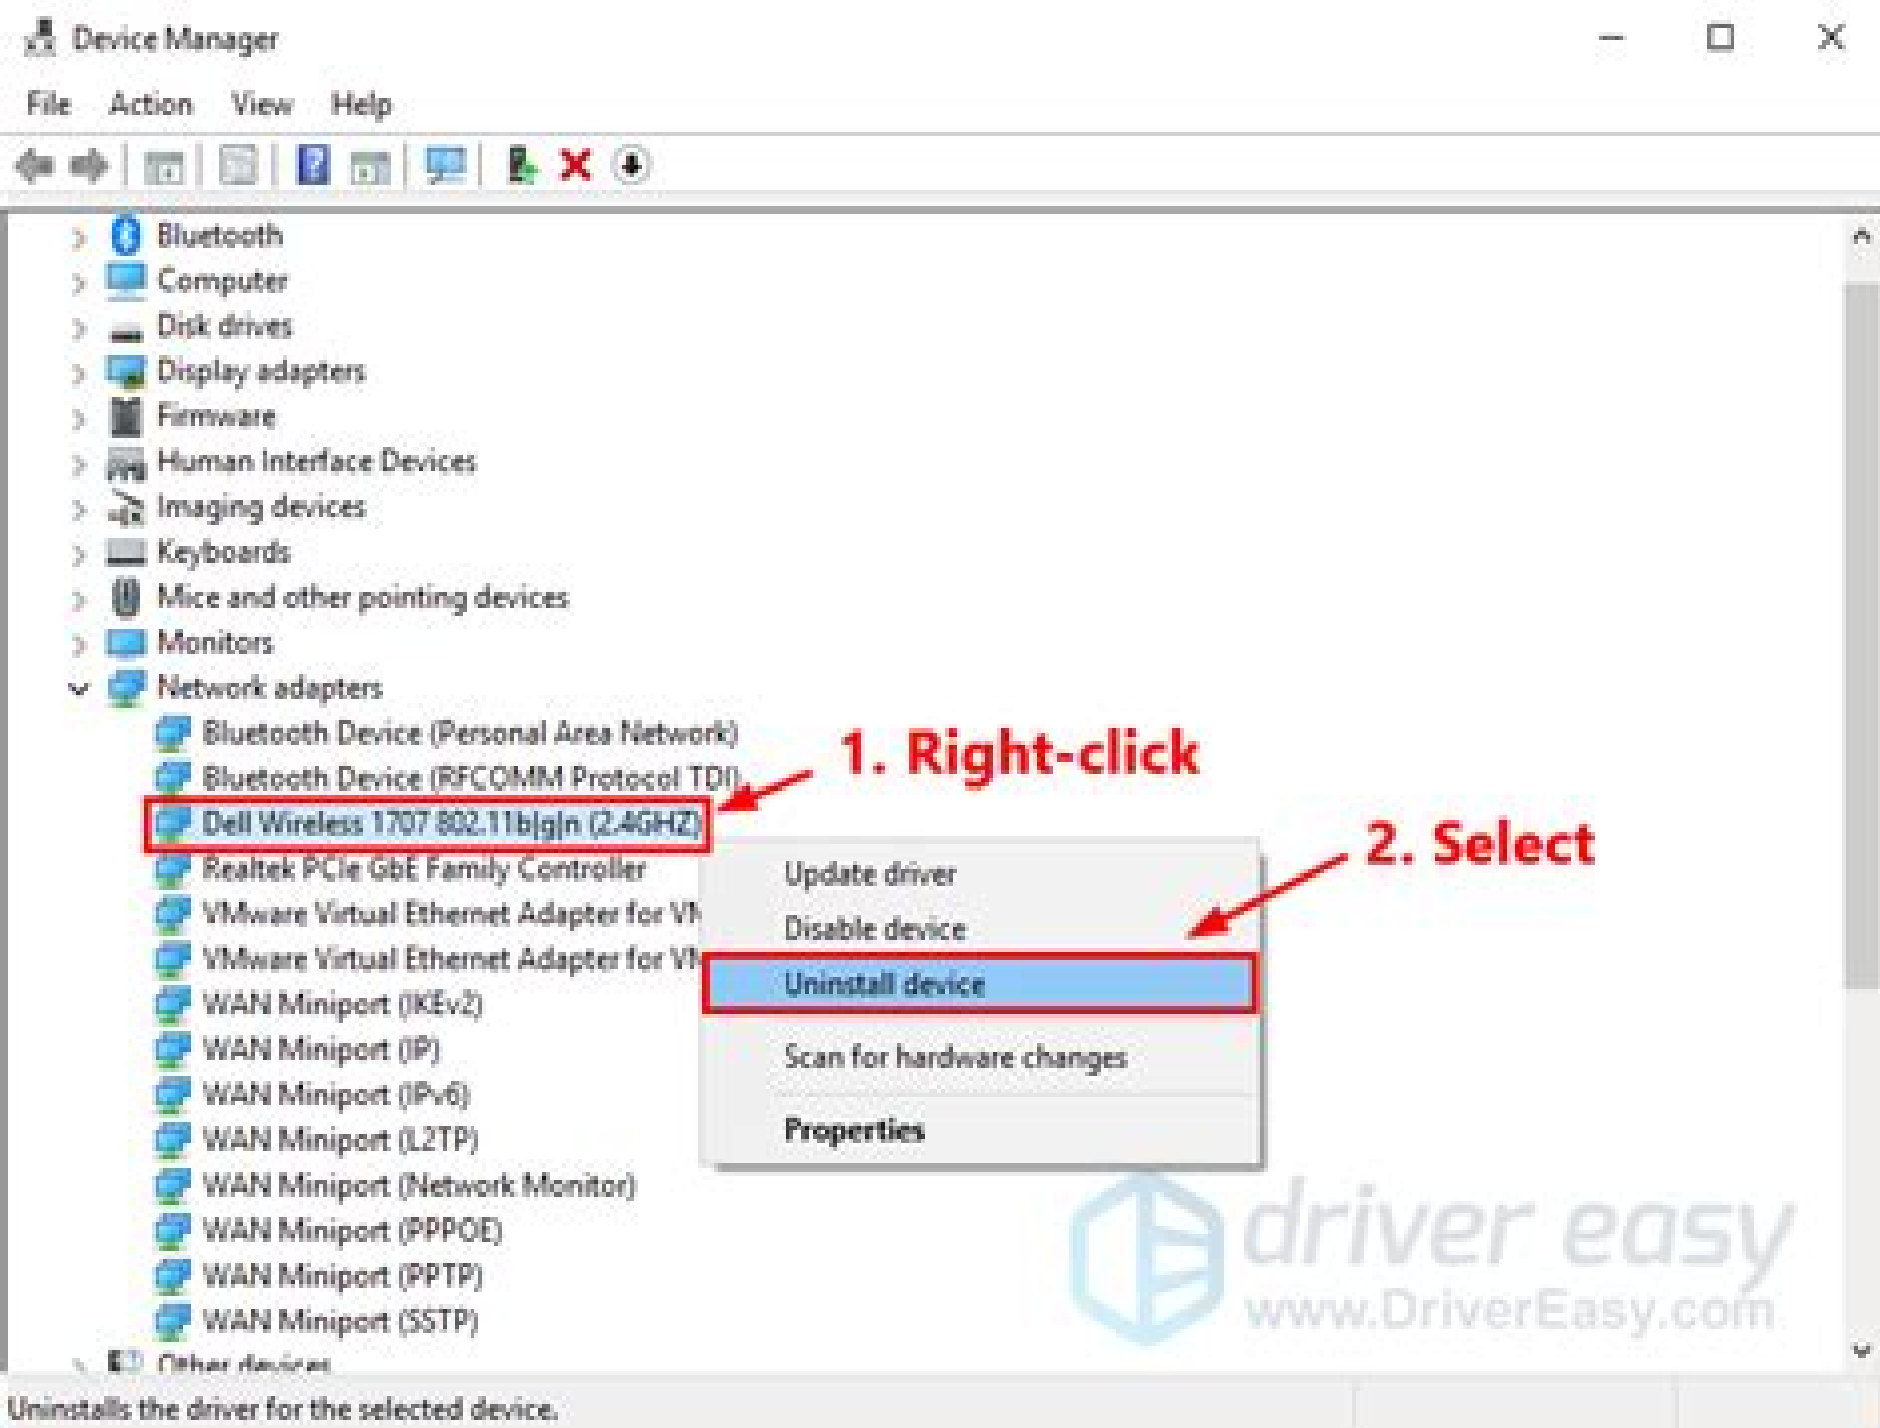 Device Manager
File Action View Help
Bluetooth
Computer
Disk drives
Display adapters
Firmware
Human Interface Devices
Imaging devices
Keyboards
Mice and other pointing devices
Monitors
Network adapters
Bluetooth Device (Personal Area Network)
Bluetooth Device (RFCOMM Protocol TDI)
1. Right-click
Dell Wireless 1707 802.11b|g|n (2.4GHZ)
2. Select
Realtek PCIe GbE Family Controller
VMware Virtual Ethernet Adapter for VM
VMware Virtual Ethernet Adapter for VM
WAN Miniport (IKEv2)
WAN Miniport (IP)
WAN Miniport (IPv6)
WAN Miniport (L2TP)
WAN Miniport (Network Monitor)
WAN Miniport (PPPOE)
WAN Miniport (PPTP)
WAN Miniport (SSTP)
Other devices
Update driver
Disable device
Uninstall device
Scan for hardware changes
Properties
driver easy
www.DriverEasy.com
Uninstalls the driver for the selected device.